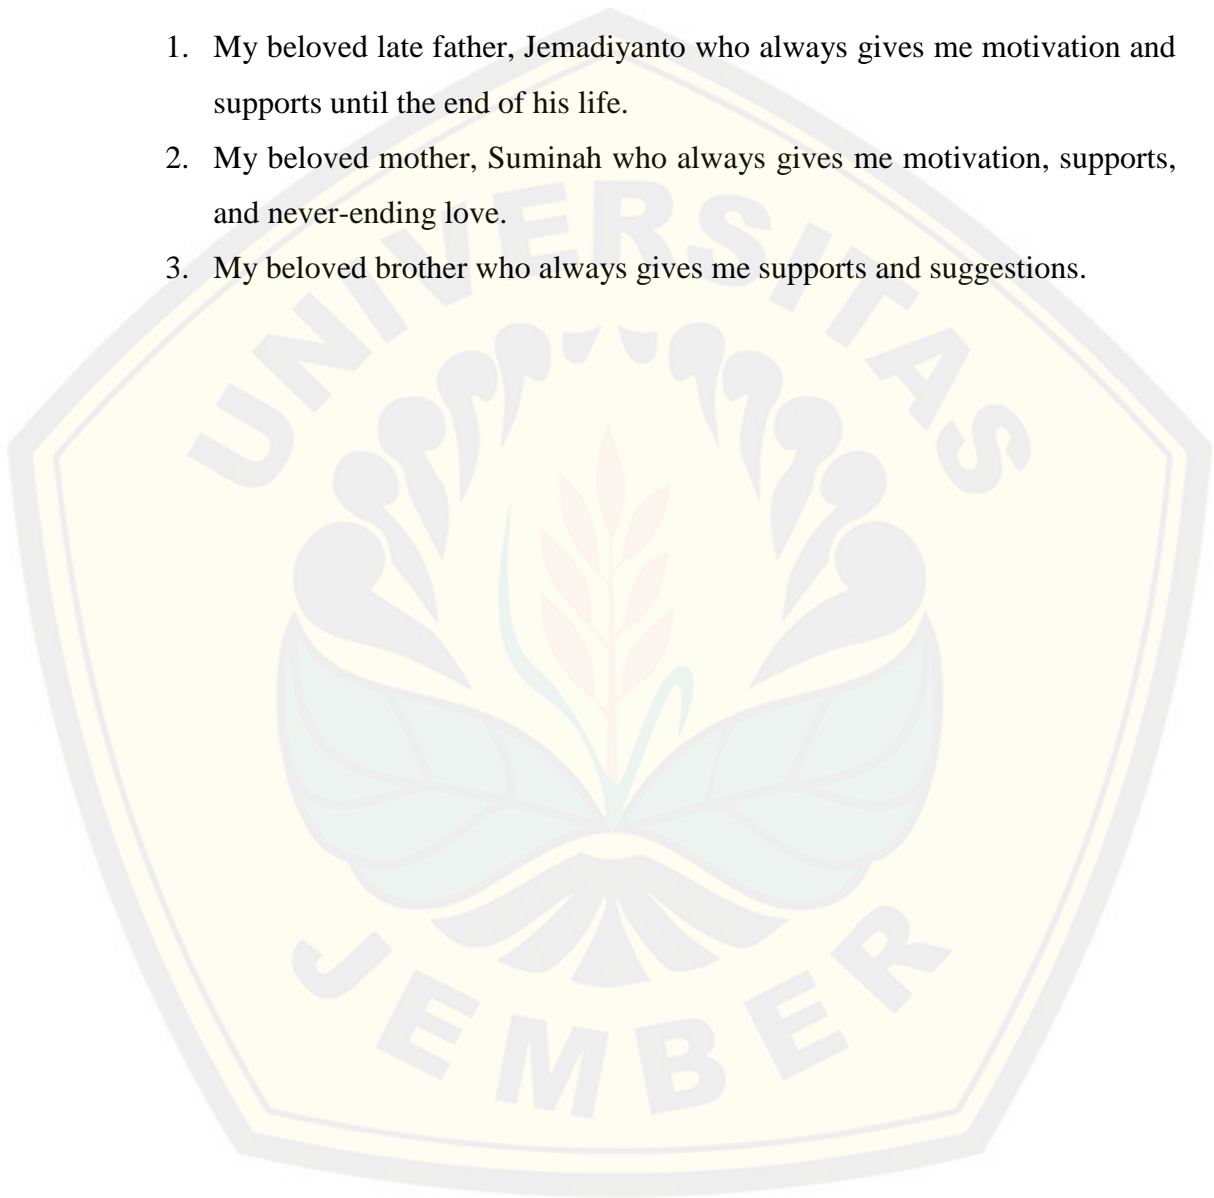 1. My beloved late father, Jemadiyanto who always gives me motivation and
supports until the end of his life.
2. My beloved mother, Suminah who always gives me motivation, supports,
and never-ending love.
3. My beloved brother who always gives me supports and suggestions.
UNIVERSITAS
JEMBER